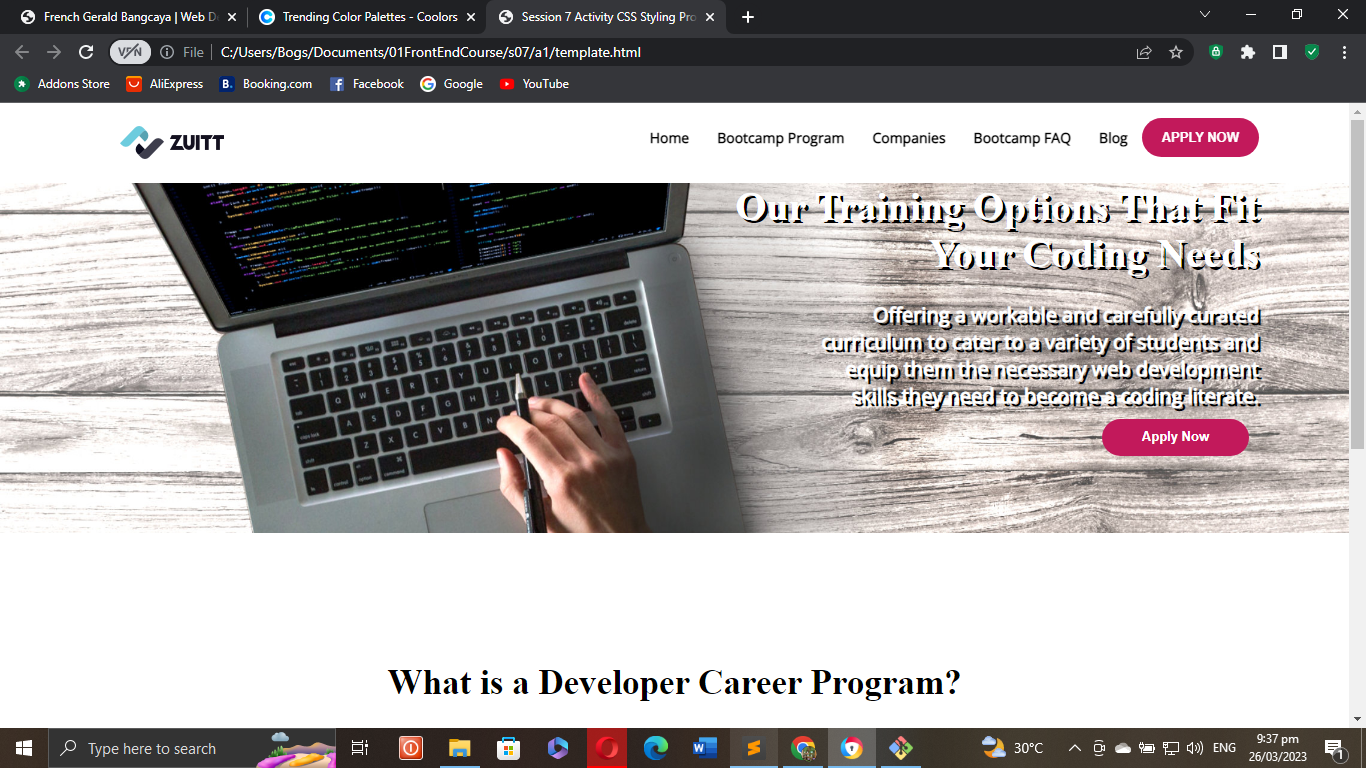 French Gerald Bangcaya | Web D
Trending Color Palettes - Coolors
Session 7 Activity CSS Styling Pro
VPN
File
C:/Users/Bogs/Documents/01FrontEndCourse/s07/a1/template.html
Addons Store
AliExpress
B.
Booking.com
Facebook
Google
YouTube
ZUITT
Home
Bootcamp Program
Companies
Bootcamp FAQ
Blog
APPLY NOW
Our Training Options That Fit
Your Coding Needs
Offering a workable and carefully curated
curriculum to cater to a variety of students and
equip them the necessary web development
skills they need to become a coding literate.
Apply Now
What is a Developer Career Program?
Type here to search
30°C
ENG
9:37 pm
26/03/2023
1